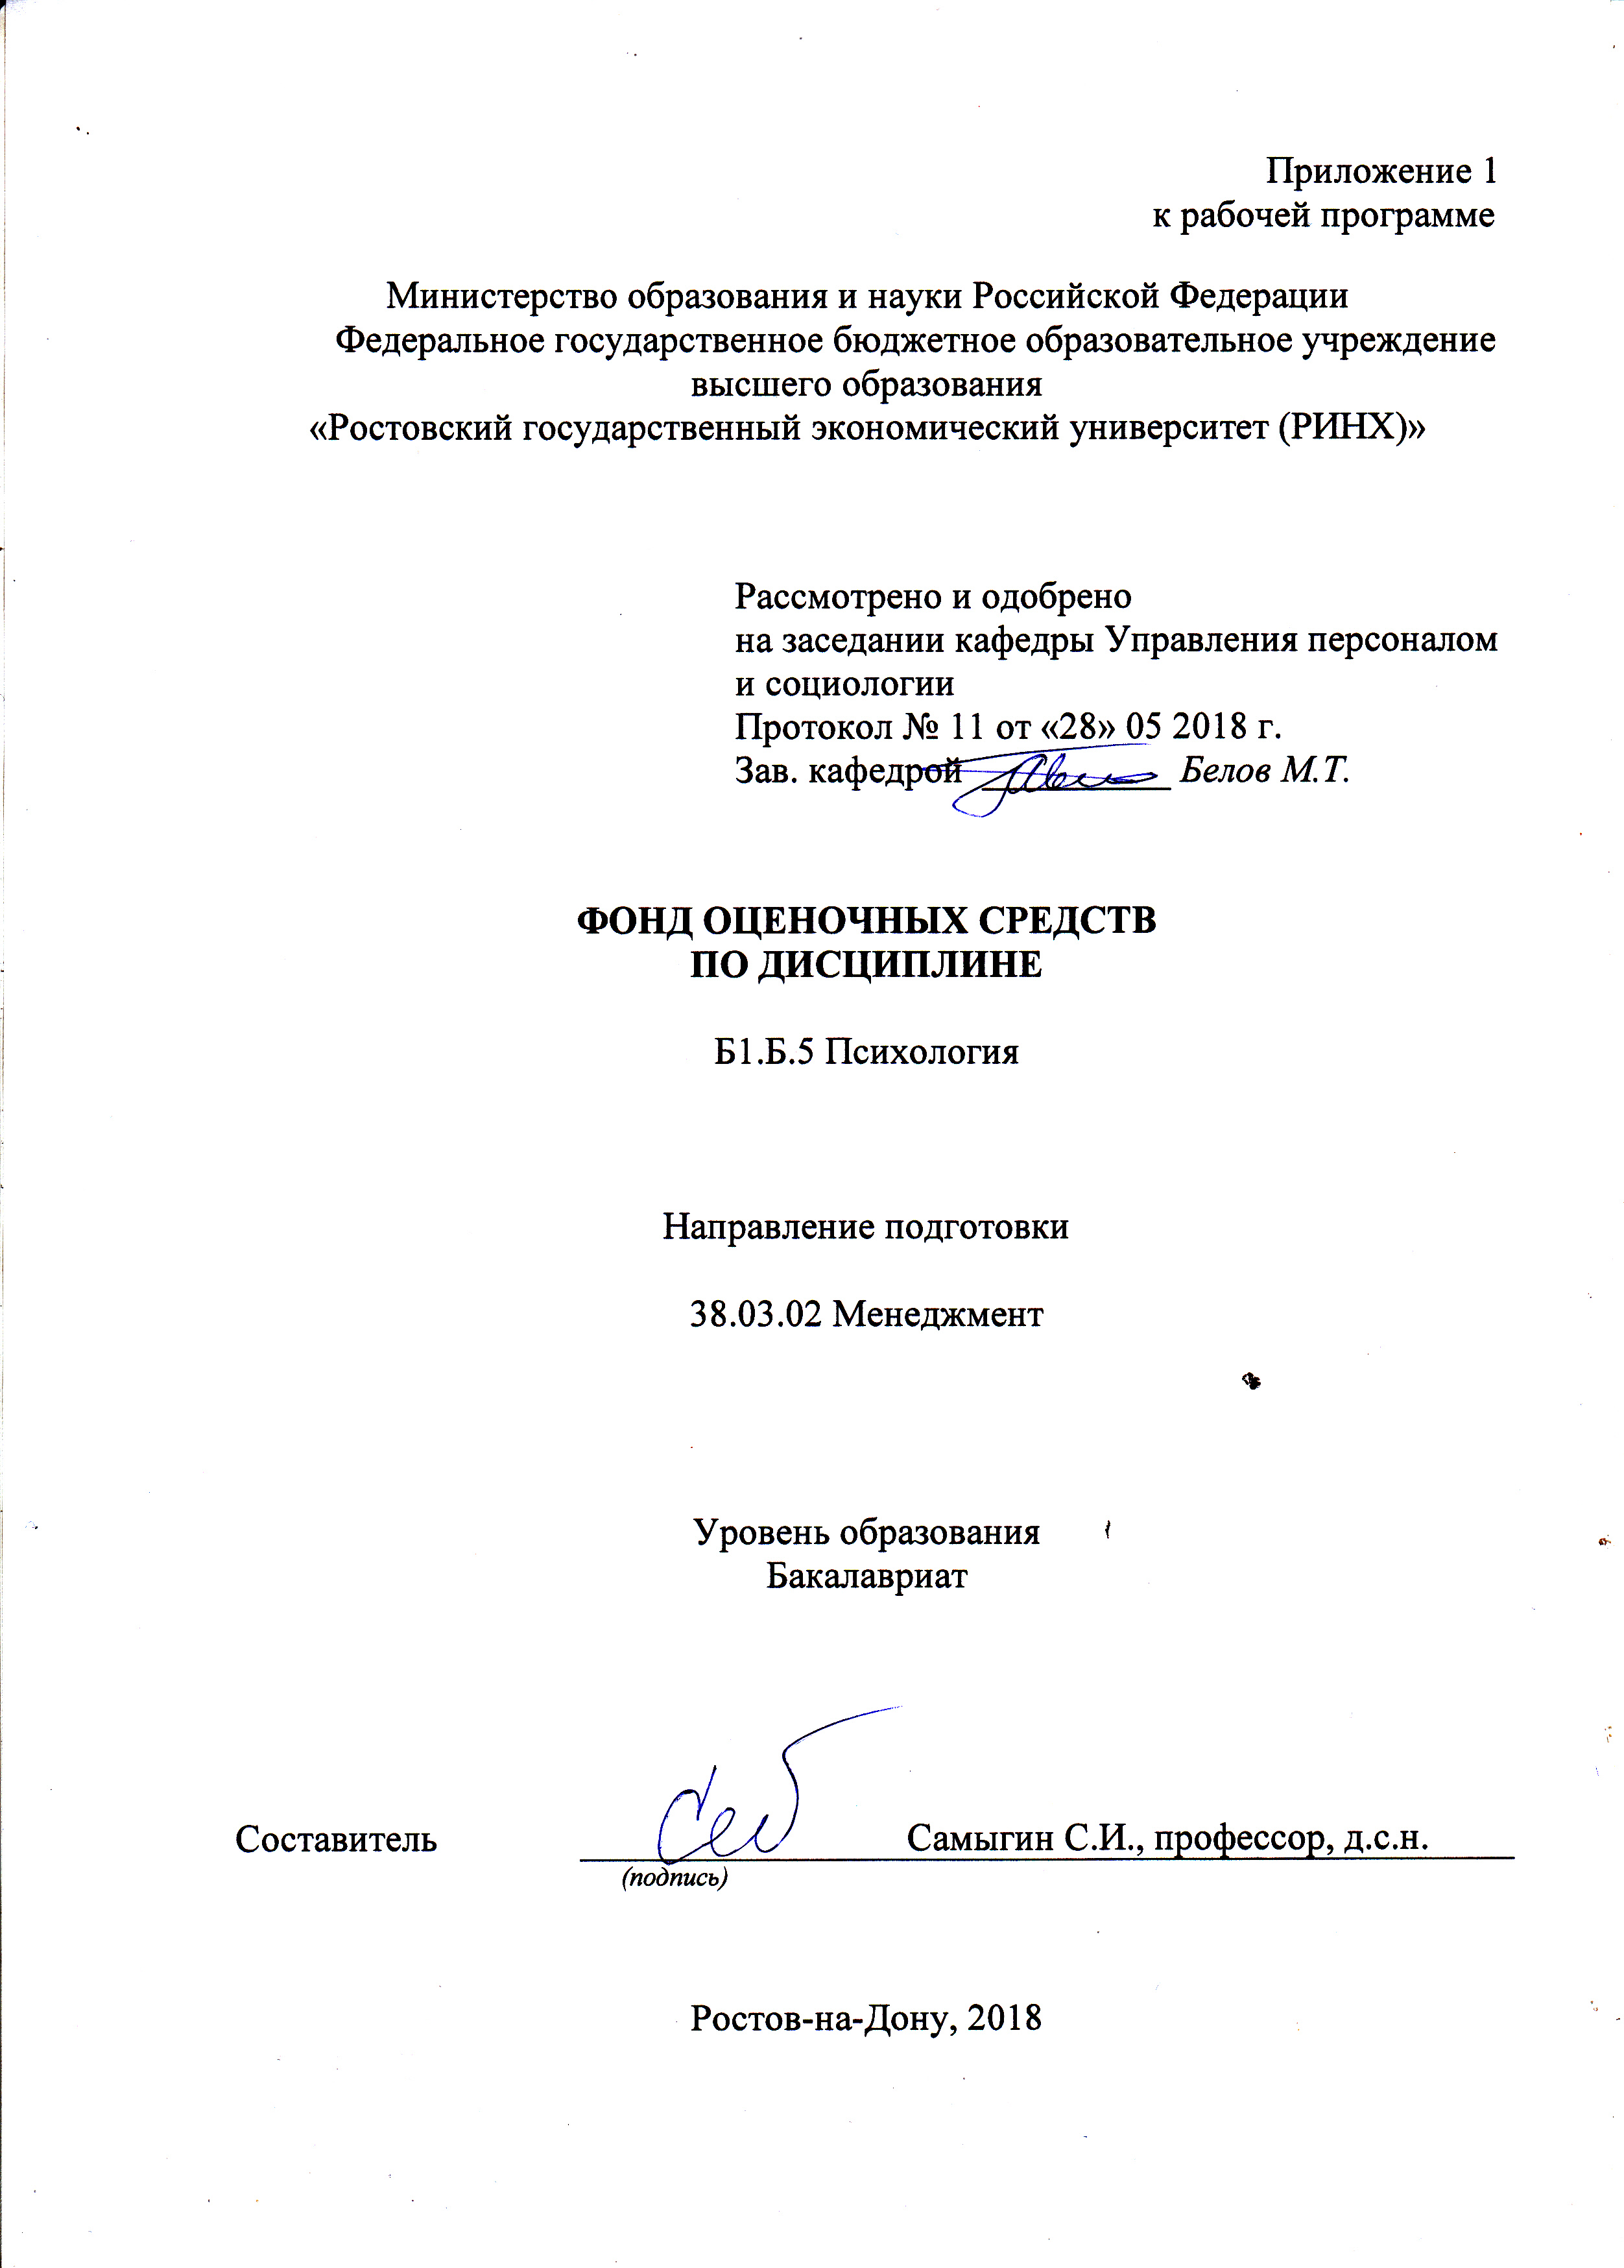 Приложение 1
к рабочей программе
Министерство образования и науки Российской Федерации
Федеральное государственное бюджетное образовательное учреждение
высшего образования
«Ростовский государственный экономический университет (РИНХ)»
Рассмотрено и одобрено
на заседании кафедры Управления персоналом
и социологии
Протокол № 11 от «28» 05 2018 г.
Зав. кафедрой __________ Белов М.Т.
ФОНД ОЦЕНОЧНЫХ СРЕДСТВ
ПО ДИСЦИПЛИНЕ
Б1.Б.5 Психология
Направление подготовки
38.03.02 Менеджмент
Уровень образования
Бакалавриат
Составитель Самыгин С.И., профессор, д.с.н.
(подпись)
Ростов-на-Дону, 2018